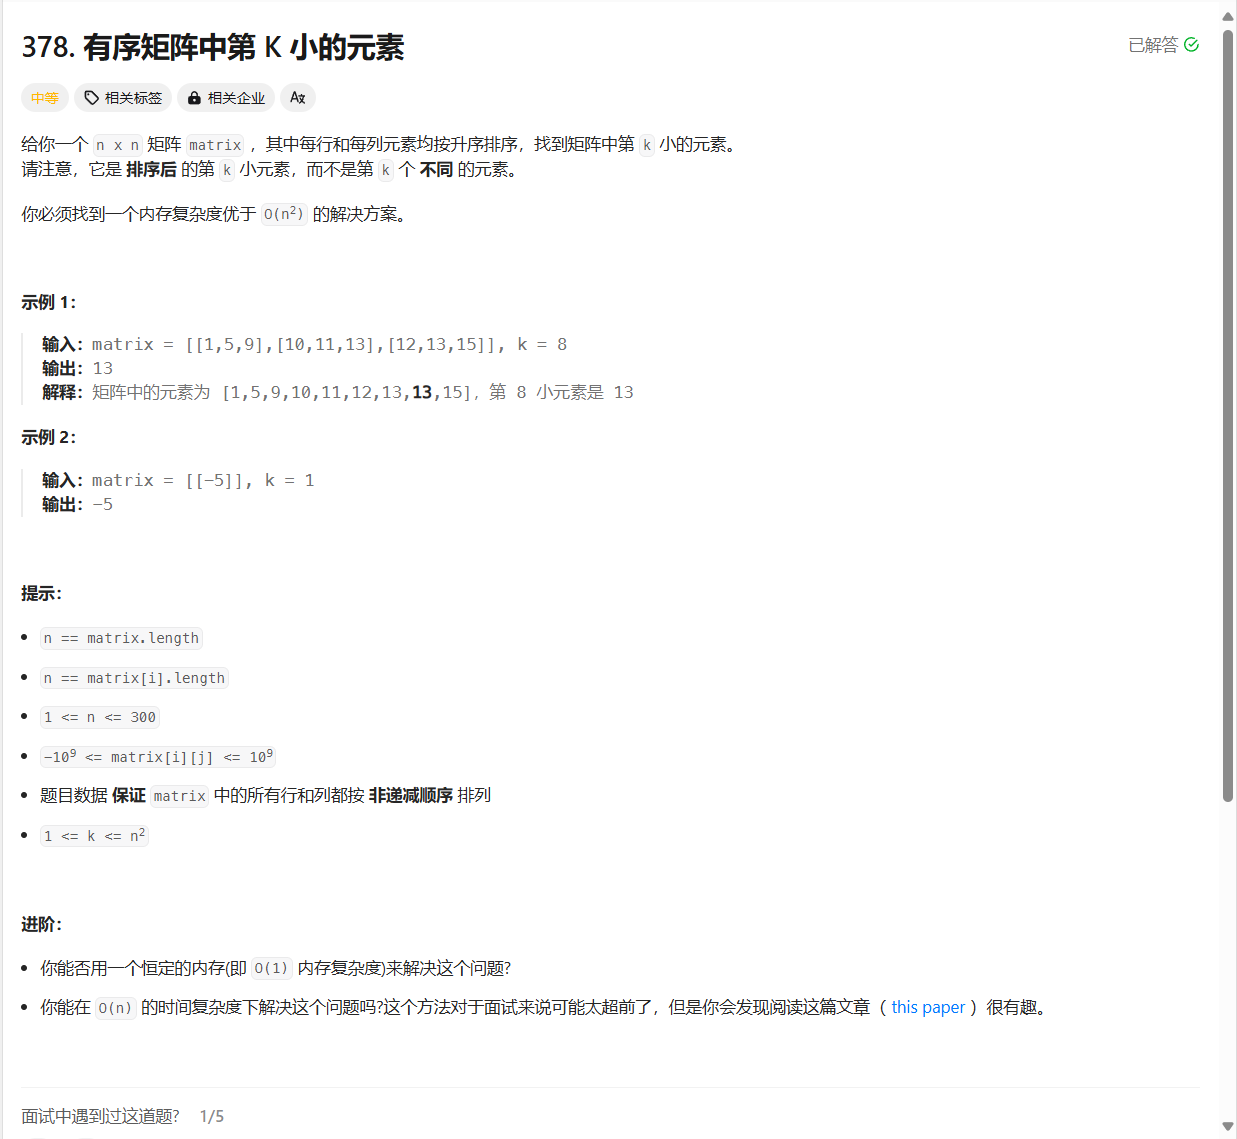 378. 有序矩阵中第 K 小的元素
已解答
中等
相关标签
相关企业
给你一个 n x n 矩阵 matrix ，其中每行和每列元素均按升序排序，找到矩阵中第 k 小的元素。
请注意，它是 排序后 的第 k 小元素，而不是第 k 个 不同 的元素。
你必须找到一个内存复杂度优于 O(n²) 的解决方案。
示例 1：
输入：matrix = [[1,5,9],[10,11,13],[12,13,15]], k = 8
输出：13
解释：矩阵中的元素为 [1,5,9,10,11,12,13,13,15]，第 8 小元素是 13
示例 2：
输入：matrix = [[-5]], k = 1
输出：-5
提示：
n == matrix.length
n == matrix[i].length
1 <= n <= 300
-10⁹ <= matrix[i][j] <= 10⁹
题目数据 保证 matrix 中的所有行和列都按 非递减顺序 排列
1 <= k <= n²
进阶：
你能否用一个恒定的内存(即 O(1) 内存复杂度)来解决这个问题?
你能在 O(n) 的时间复杂度下解决这个问题吗?这个方法对于面试来说可能太超前了，但是你会发现阅读这篇文章（ this paper ）很有趣。
面试中遇到过这道题? 1/5